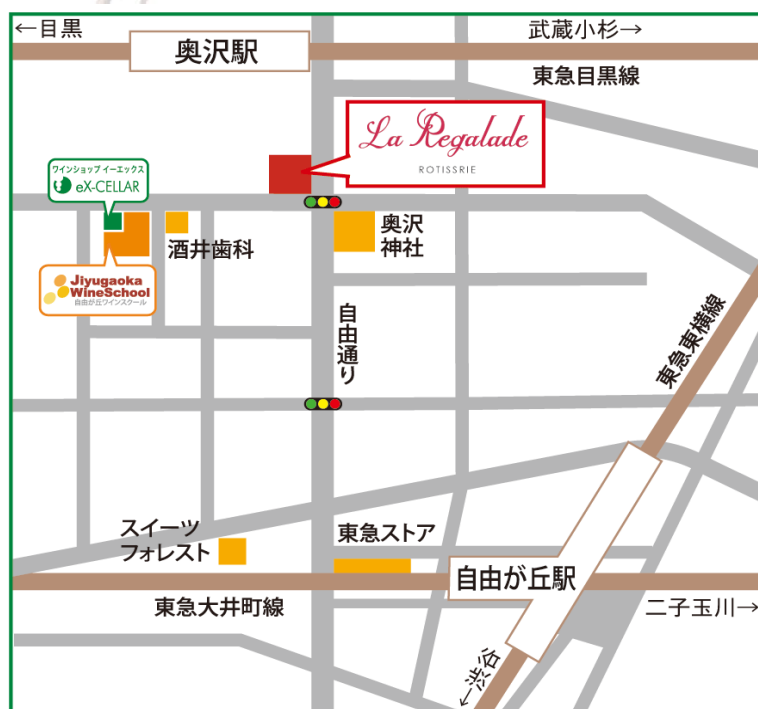 ←目黒
武蔵小杉→
奥沢駅
東急目黒線
La Regalade
ROTISSRIE
ワインショップ イーエックス
eX-CELLAR
酒井歯科
奥沢
神社
Jiyugaoka
WineSchool
自由が丘ワインスクール
自由通り
東急東横線
スイーツ
フォレスト
東急ストア
自由が丘駅
東急大井町線
二子玉川→
←渋谷